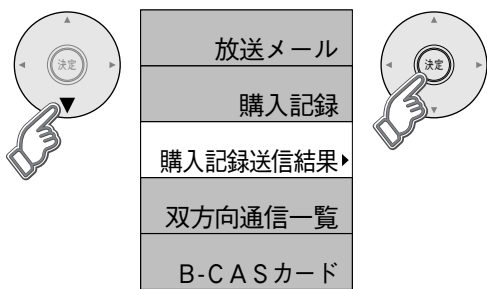 決定
放送メール
購入記録
購入記録送信結果
双方向通信一覧
B-CASカード
決定